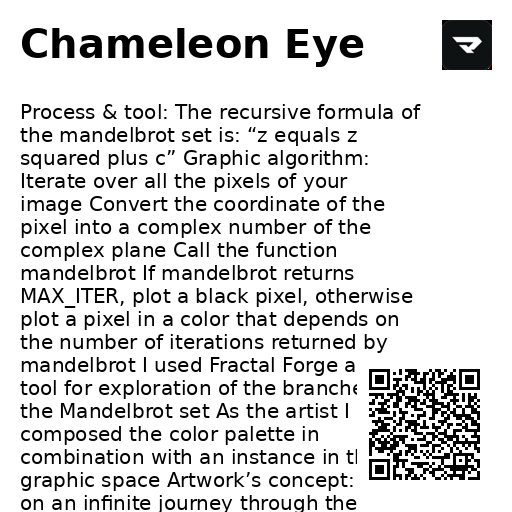 Chameleon Eye
Process & tool: The recursive formula of
the mandelbrot set is: “z equals z
squared plus c” Graphic algorithm:
Iterate over all the pixels of your
image Convert the coordinate of the
pixel into a complex number of the
complex plane Call the function
mandelbrot If mandelbrot returns
MAX_ITER, plot a black pixel, otherwise
plot a pixel in a color that depends on
the number of iterations returned by
mandelbrot I used Fractal Forge a
tool for exploration of the
the Mandelbrot set As the artist I
composed the color palette in
combination with an instance in
graphic space Artwork’s concept:
on an infinite journey through the